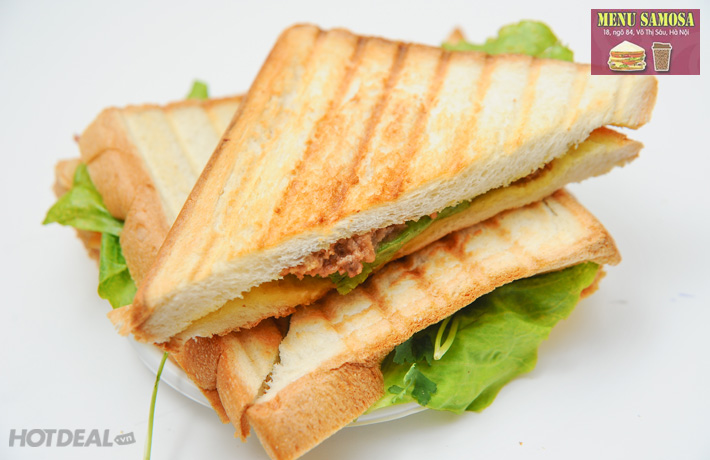 MENU SAMOSA
18, ngõ 84, Võ Thị Sáu, Hà Nội
HOTDEAL.vn